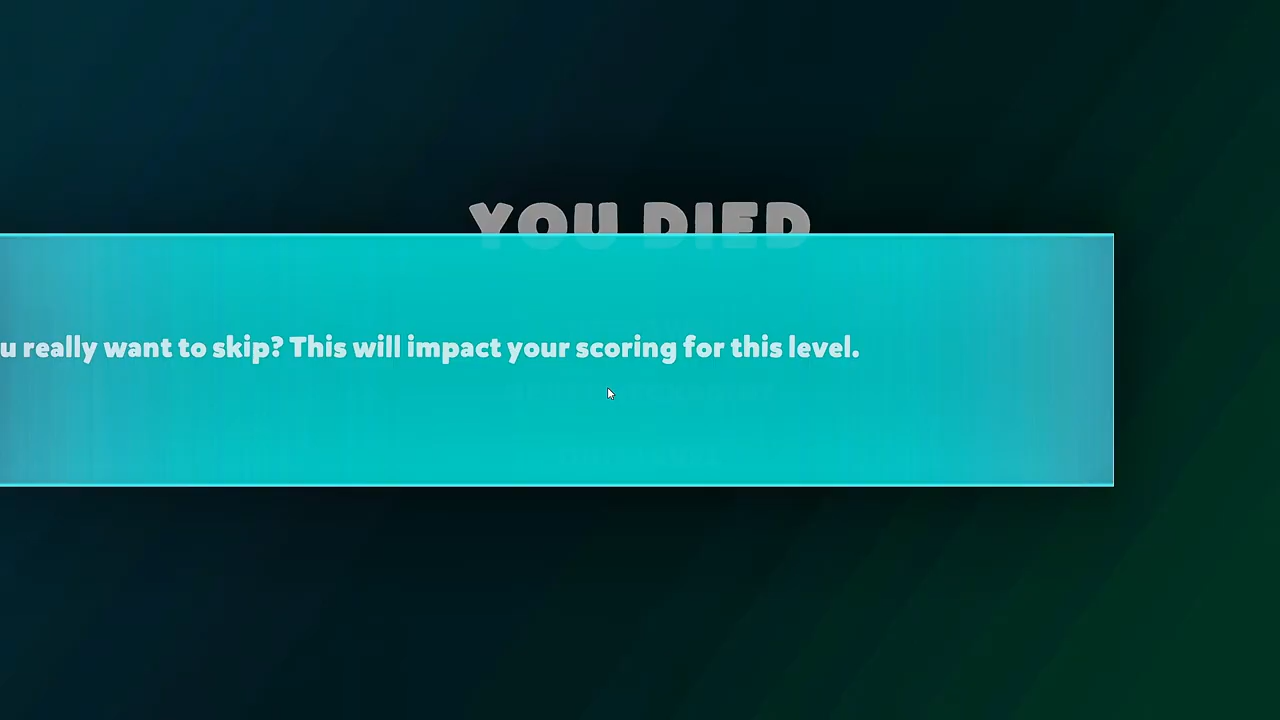 YOU DIED
u really want to skip? This will impact your scoring for this level.